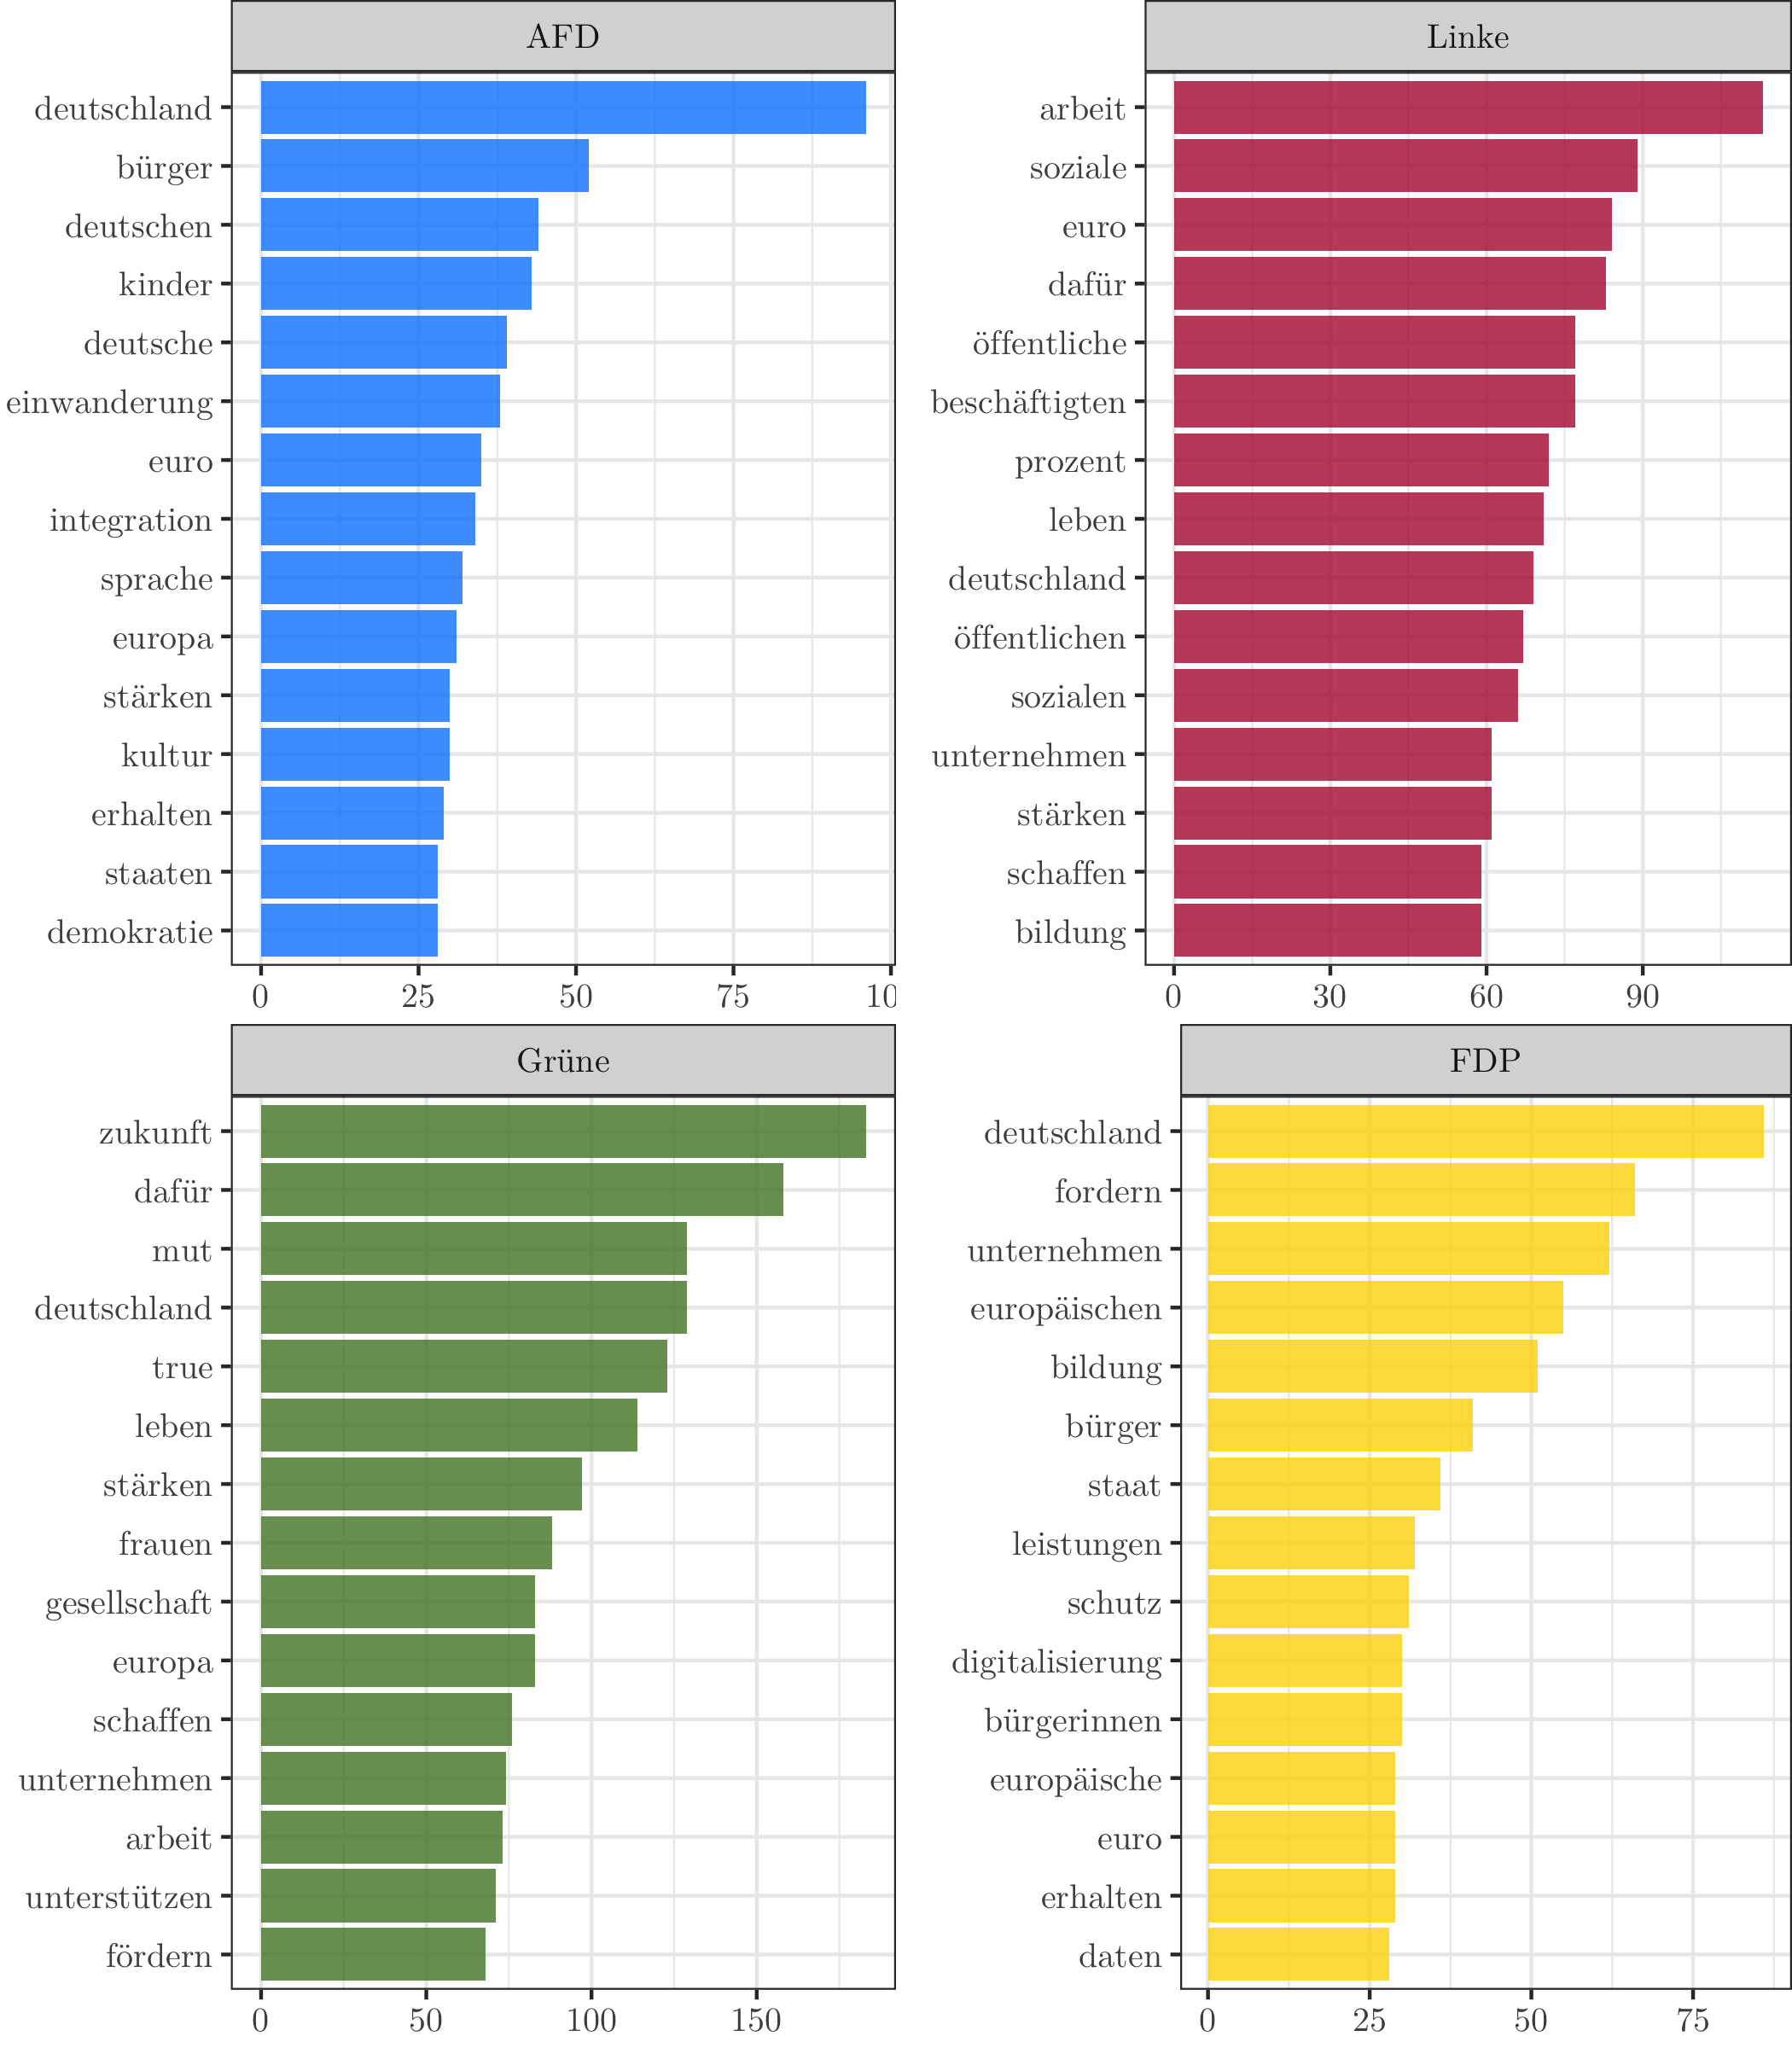 AFD
deutschland
bürger
deutschen
kinder
deutsche
einwanderung
euro
integration
sprache
europa
stärken
kultur
erhalten
staaten
demokratie
0 25 50 75 10
Linke
arbeit
soziale
euro
dafür
öffentliche
beschäftigten
prozent
leben
deutschland
öffentlichen
sozialen
unternehmen
stärken
schaffen
bildung
0 30 60 90
Grüne
zukunft
dafür
mut
deutschland
true
leben
stärken
frauen
gesellschaft
europa
schaffen
unternehmen
arbeit
unterstützen
fördern
0 50 100 150
FDP
deutschland
fordern
unternehmen
europäischen
bildung
bürger
staat
leistungen
schutz
digitalisierung
bürgerinnen
europäische
euro
erhalten
daten
0 25 50 75